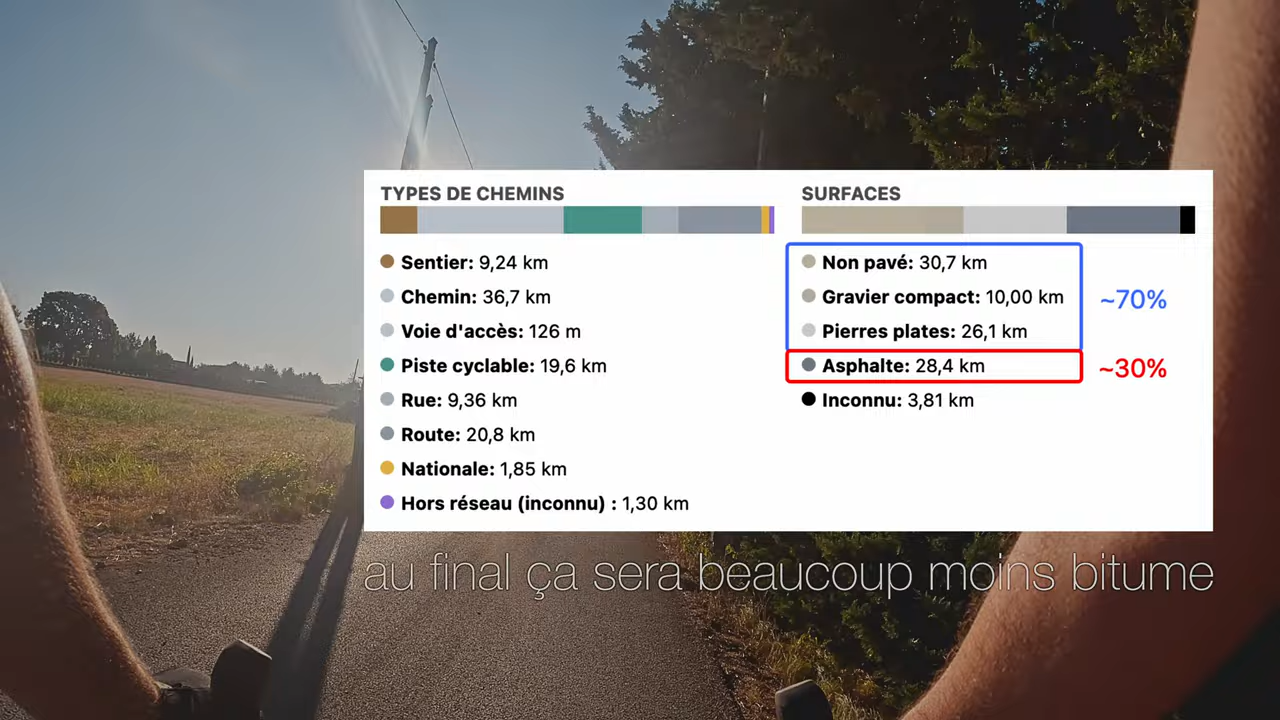 TYPES DE CHEMINS
Sentier: 9,24 km
Chemin: 36,7 km
Voie d'accès: 126 m
Piste cyclable: 19,6 km
Rue: 9,36 km
Route: 20,8 km
Nationale: 1,85 km
Hors réseau (inconnu) : 1,30 km
SURFACES
Non pavé: 30,7 km
Gravier compact: 10,00 km
Pierres plates: 26,1 km
~70%
Asphalte: 28,4 km
~30%
Inconnu: 3,81 km
au final ça sera beaucoup moins bitume